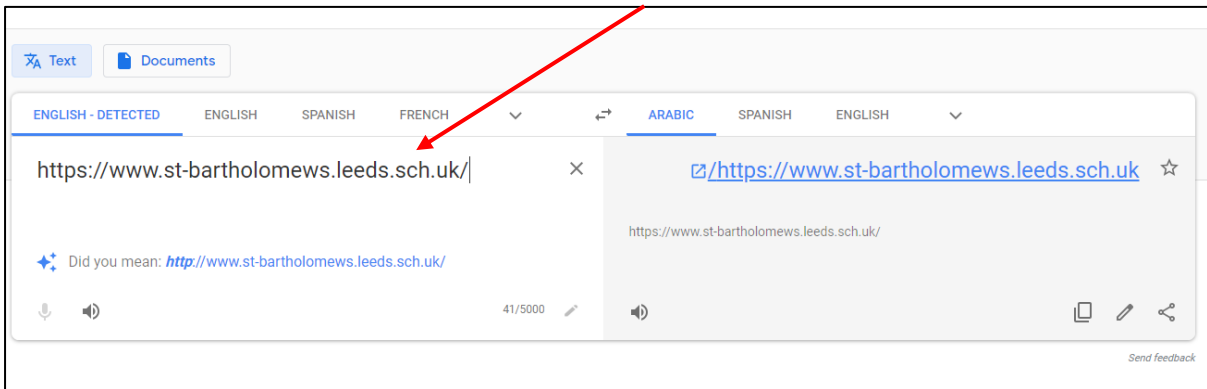 Text Documents
ENGLISH - DETECTED ENGLISH SPANISH FRENCH ARABIC SPANISH ENGLISH
https://www.st-bartholomews.leeds.sch.uk/ /https://www.st-bartholomews.leeds.sch.uk
https://www.st-bartholomews.leeds.sch.uk/
Did you mean: http://www.st-bartholomews.leeds.sch.uk/
41/5000
Send feedback